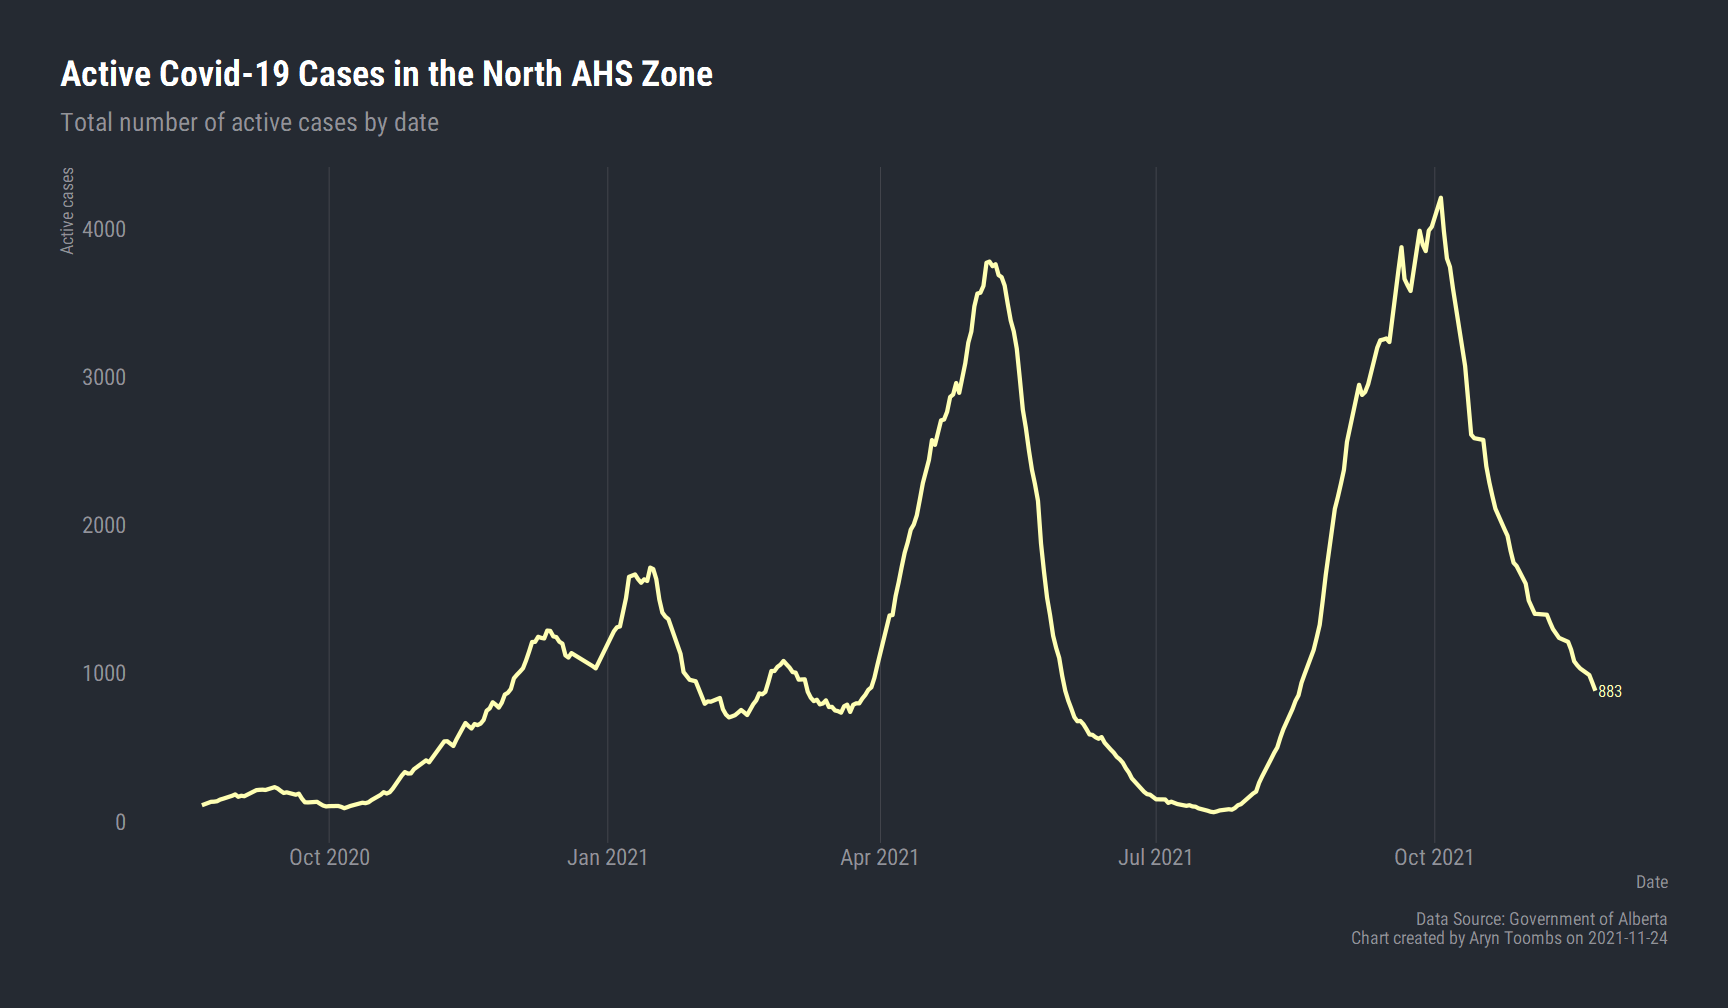 Active Covid-19 Cases in the North AHS Zone
Total number of active cases by date
Active cases
4000
3000
2000
1000
0
883
Oct 2020
Jan 2021
Apr 2021
Jul 2021
Oct 2021
Date
Data Source: Government of Alberta
Chart created by Aryn Toombs on 2021-11-24